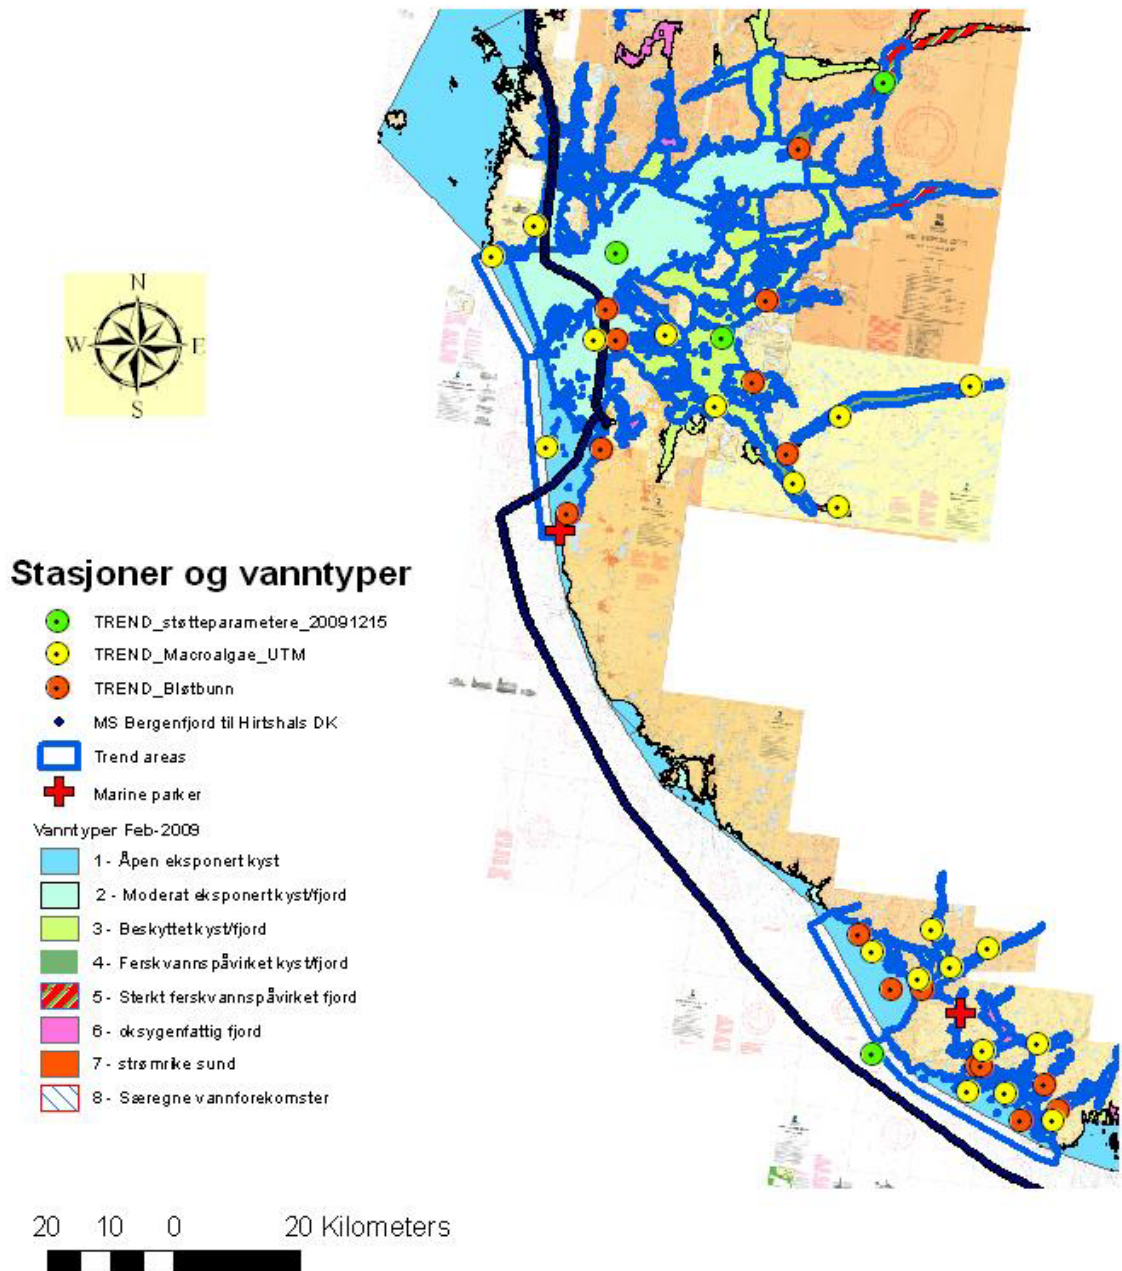 N
W E
S
Stasjoner og vanntyper
TREND_støtteparametere_20091215
TREND_Macroalgae_UTM
TREND_Bløtbunn
MS Bergenfjord til Hirtshals DK
Trend areas
Marine parker
Vanntyper Feb-2009
1 - Åpen eksponert kyst
2 - Moderat eksponert kyst/fjord
3 - Beskyttet kyst/fjord
4 - Ferskvannspåvirket kyst/fjord
5 - Sterkt ferskvannspåvirket fjord
6 - oksygenfattig fjord
7 - strømrike sund
8 - Særegne vannforekomster
20 10 0 20 Kilometers